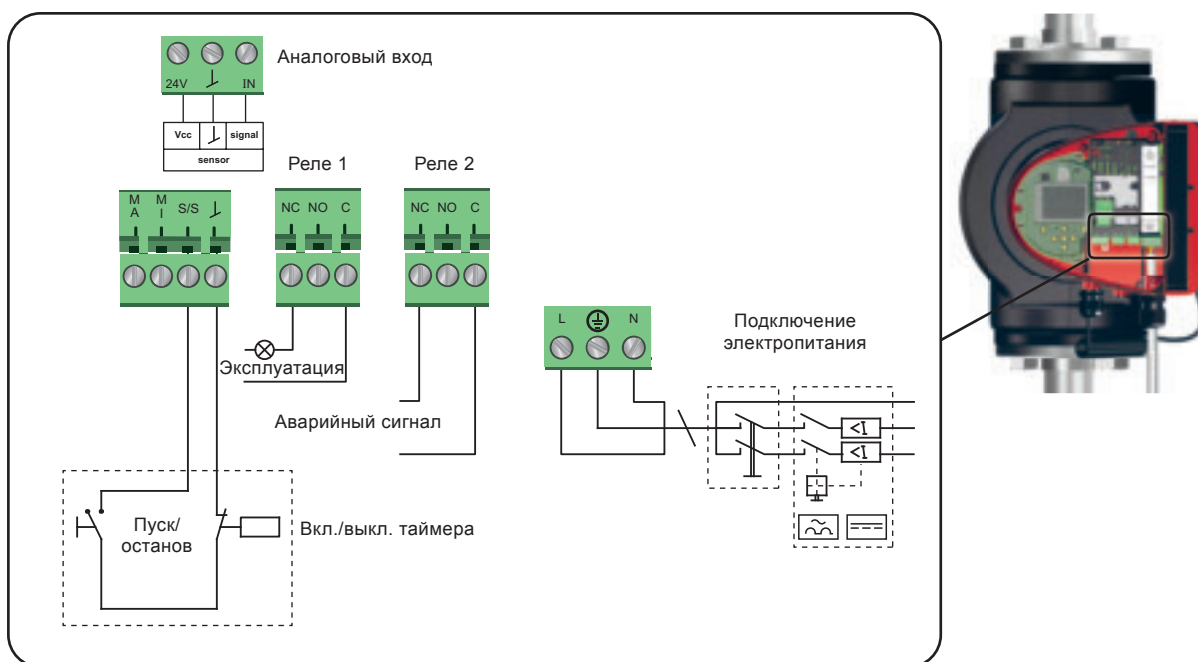 Аналоговый вход
24V IN
Vcc signal
sensor
Реле 1
Реле 2
M A M I S/S
NC NO C
NC NO C
L N
Подключение
электропитания
Эксплуатация
Аварийный сигнал
<I
<I
Пуск/
останов
Вкл./выкл. таймера